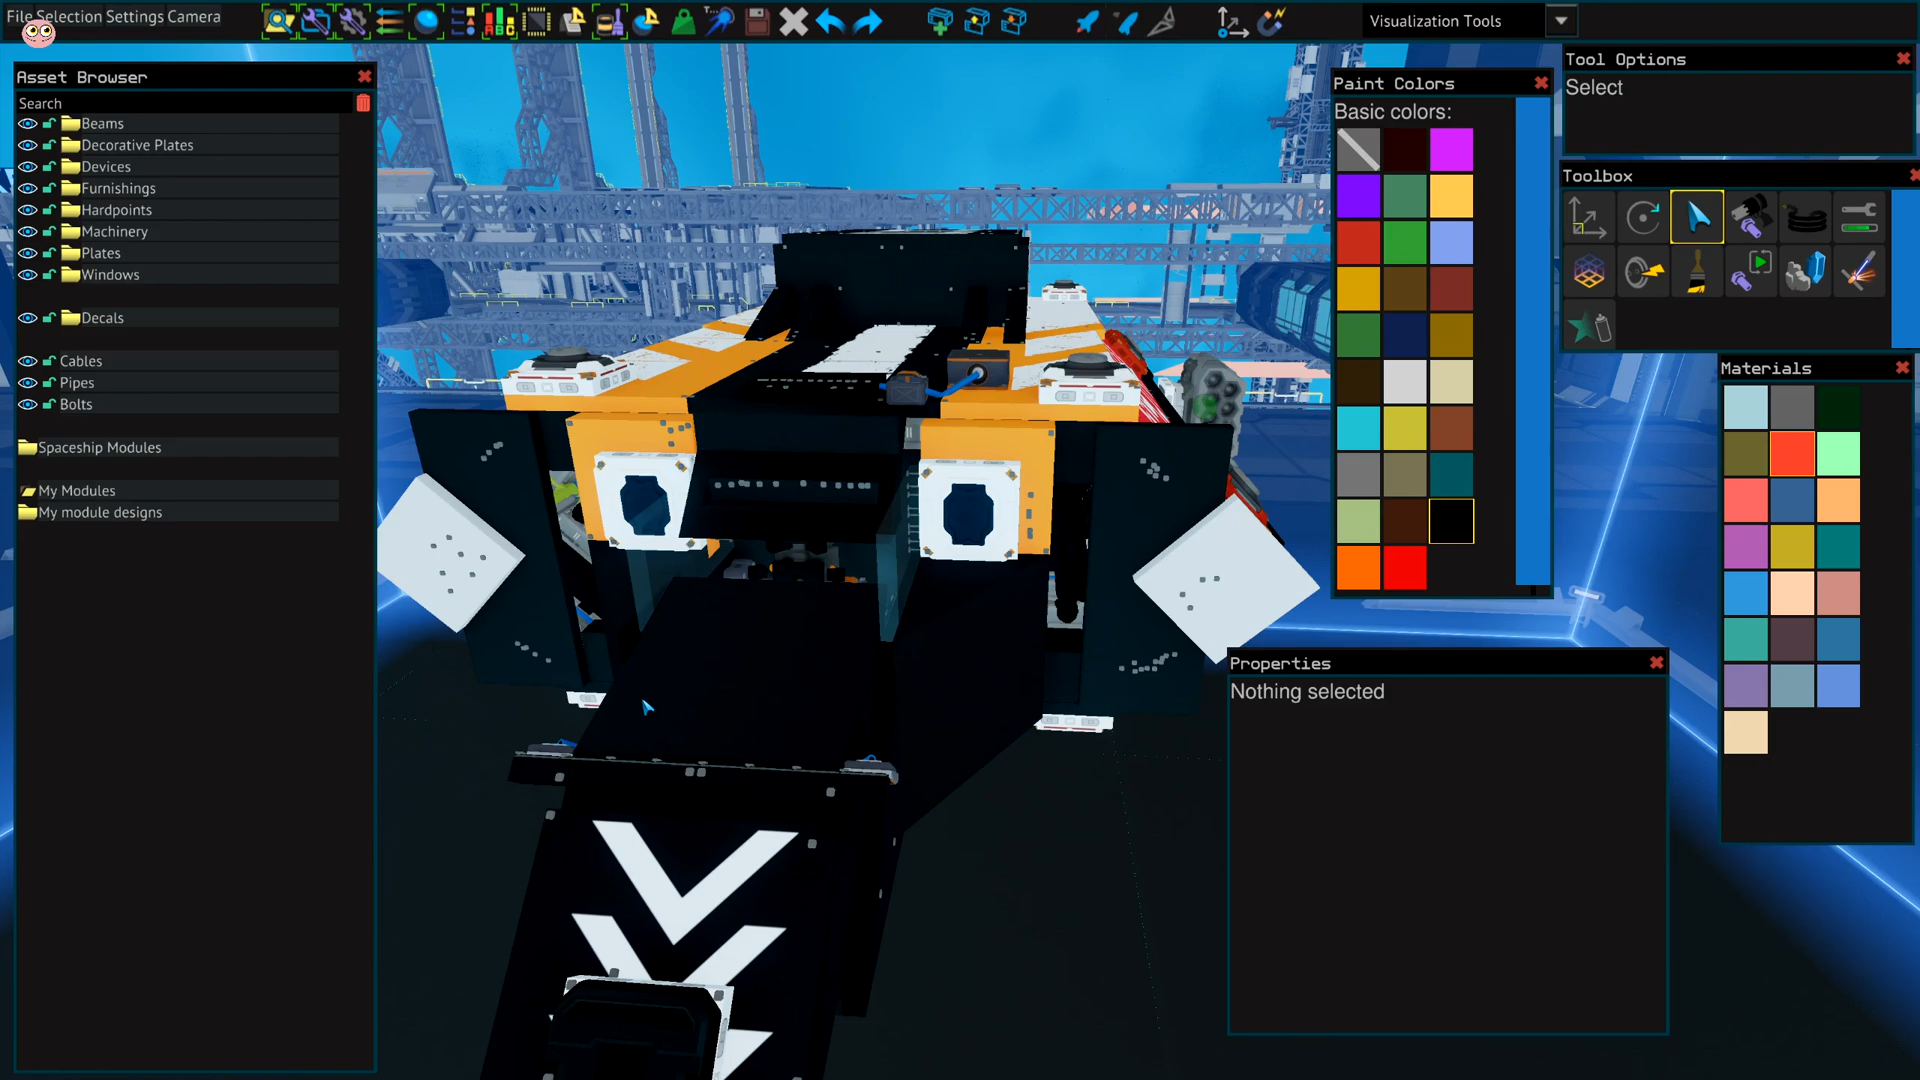 File Selection Settings Camera
Visualization Tools
Asset Browser
Search
Beams
Decorative Plates
Devices
Furnishings
Hardpoints
Machinery
Plates
Windows
Decals
Cables
Pipes
Bolts
Spaceship Modules
My Modules
My module designs
Paint Colors
Basic colors:
Tool Options
Select
Toolbox
Materials
Properties
Nothing selected